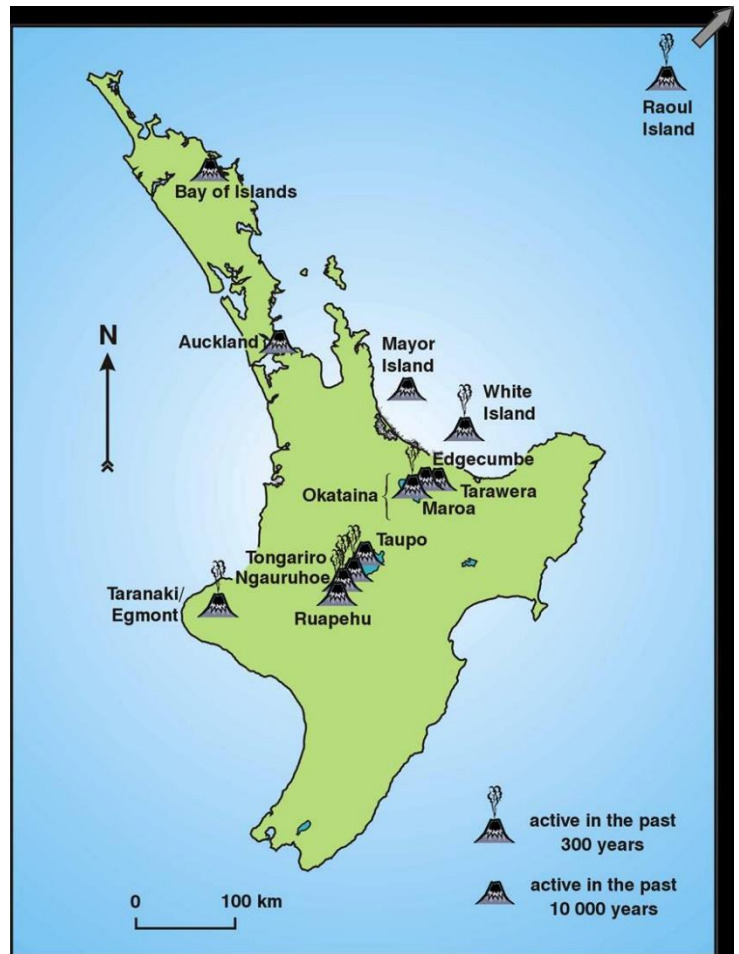 Raoul
Island
Bay of Islands
N
Auckland
Mayor
Island
White
Island
Edgecumbe
Okataina
Tarawera
Maroa
Taupo
Tongariro
Ngauruhoe
Taranaki/
Egmont
Ruapehu
active in the past
300 years
0 100 km
active in the past
10 000 years